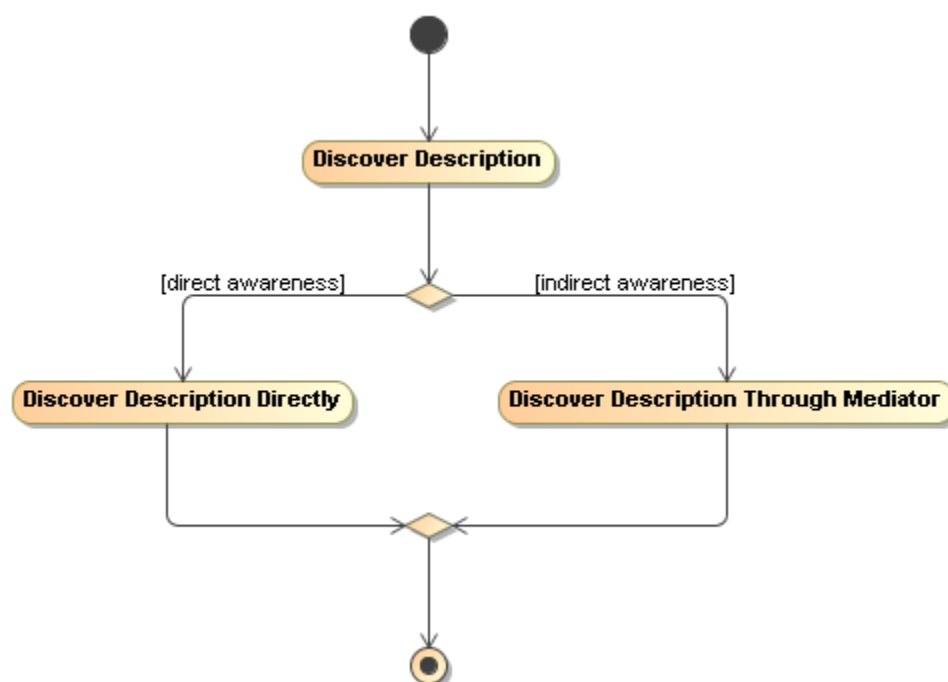 Discover Description
[direct awareness]
[indirect awareness]
Discover Description Directly
Discover Description Through Mediator